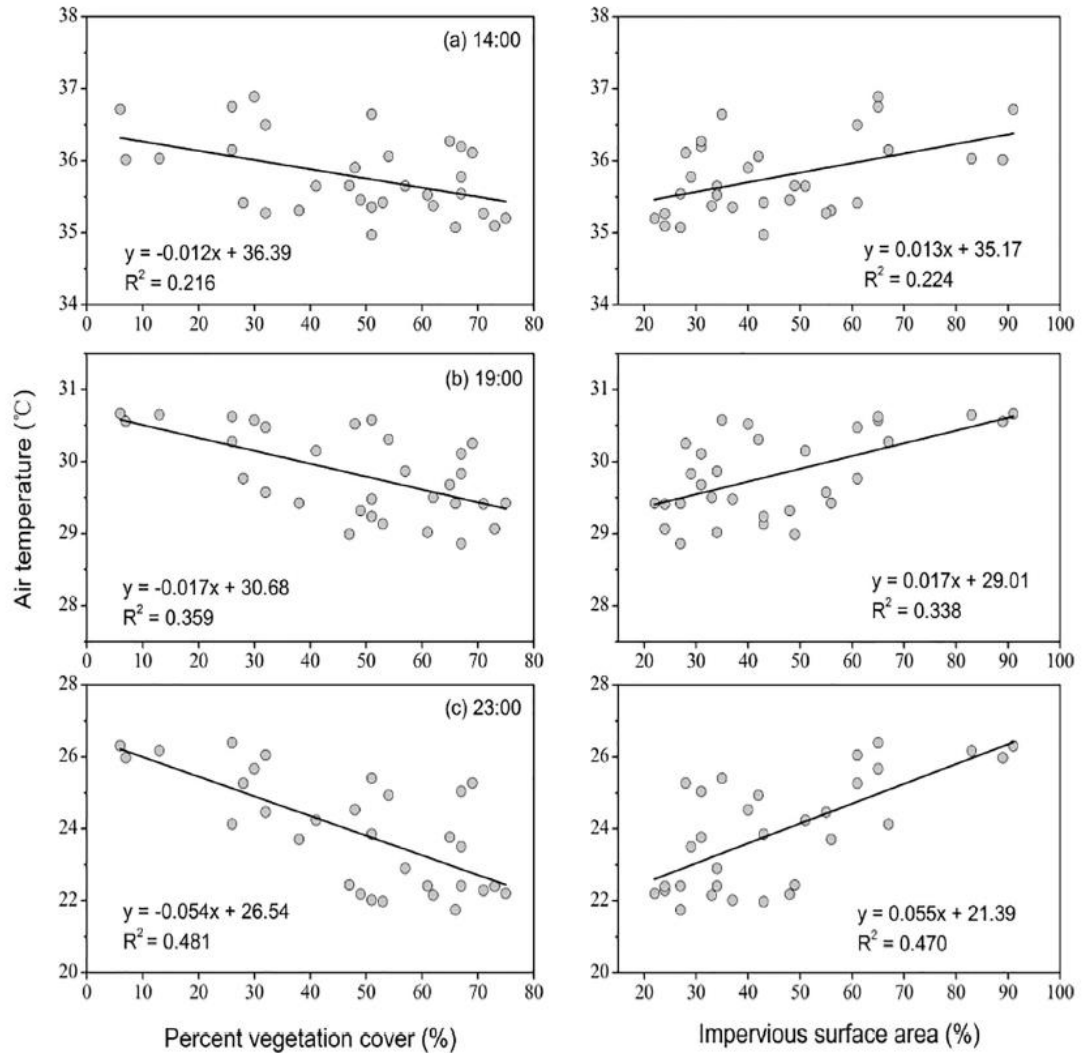 38
37
36
35
34
(a) 14:00
y = -0.012x + 36.39
R² = 0.216
0 10 20 30 40 50 60 70 80
38
37
36
35
34
y = 0.013x + 35.17
R² = 0.224
20 30 40 50 60 70 80 90 100
Air temperature (℃)
31
30
29
28
(b) 19:00
y = -0.017x + 30.68
R² = 0.359
0 10 20 30 40 50 60 70 80
31
30
29
28
y = 0.017x + 29.01
R² = 0.338
20 30 40 50 60 70 80 90 100
28
26
24
22
20
(c) 23:00
y = -0.054x + 26.54
R² = 0.481
0 10 20 30 40 50 60 70 80
Percent vegetation cover (%)
28
26
24
22
20
y = 0.055x + 21.39
R² = 0.470
20 30 40 50 60 70 80 90 100
Impervious surface area (%)